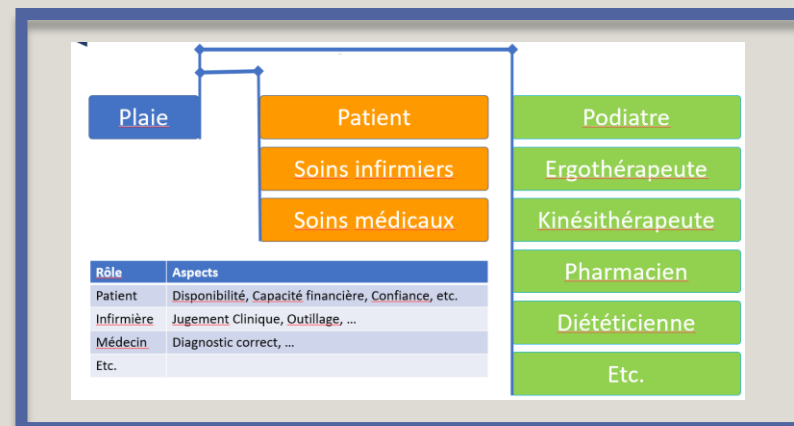 Plaie
Patient
Soins infirmiers
Soins médicaux
Podiatre
Ergothérapeute
Kinésithérapeute
Pharmacien
Diététicienne
Etc.
Rôle Aspects
Patient Disponibilité, Capacité financière, Confiance, etc.
Infirmière Jugement Clinique, Outillage, ...
Médecin Diagnostic correct, ...
Etc.